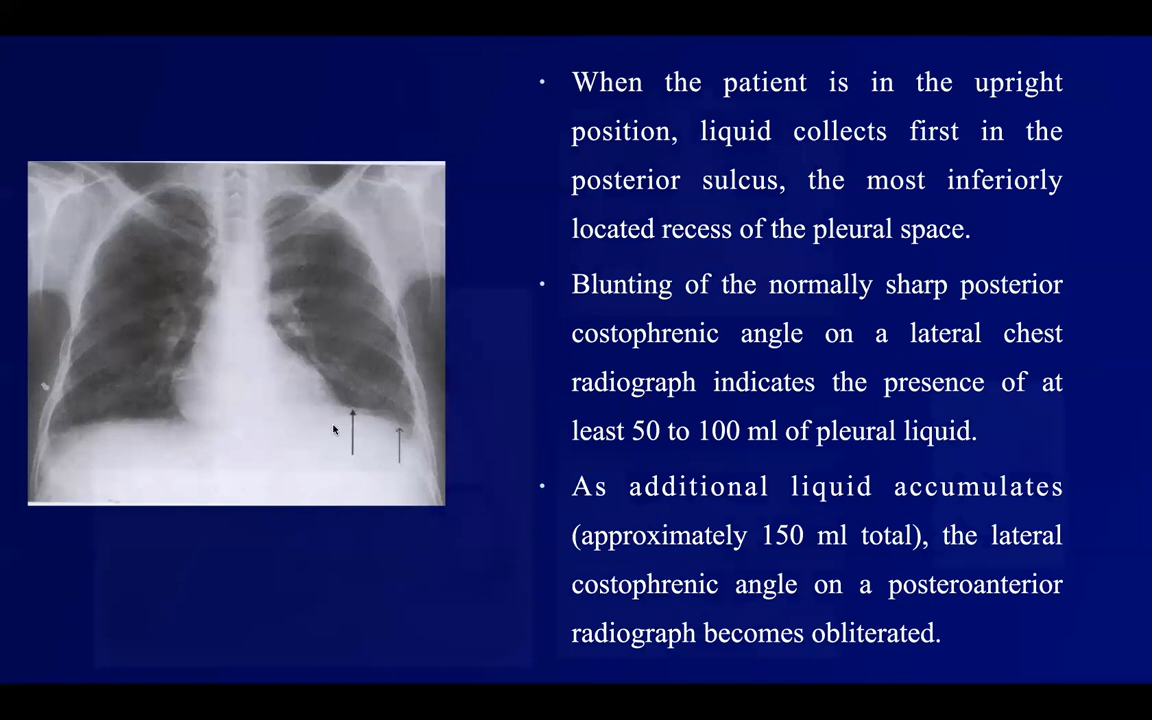 • When the patient is in the upright
position, liquid collects first in the
posterior sulcus, the most inferiorly
located recess of the pleural space.
• Blunting of the normally sharp posterior
costophrenic angle on a lateral chest
radiograph indicates the presence of at
least 50 to 100 ml of pleural liquid.
• As additional liquid accumulates
(approximately 150 ml total), the lateral
costophrenic angle on a posteroanterior
radiograph becomes obliterated.